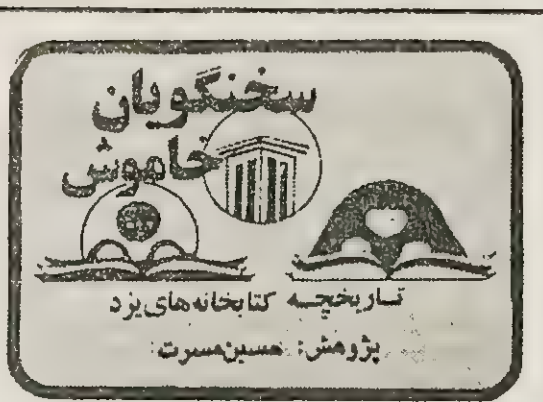 سخنگویان
خاموش
تاریخچه کتابخانه‌های یزد
پژوهش: حسین مسرت